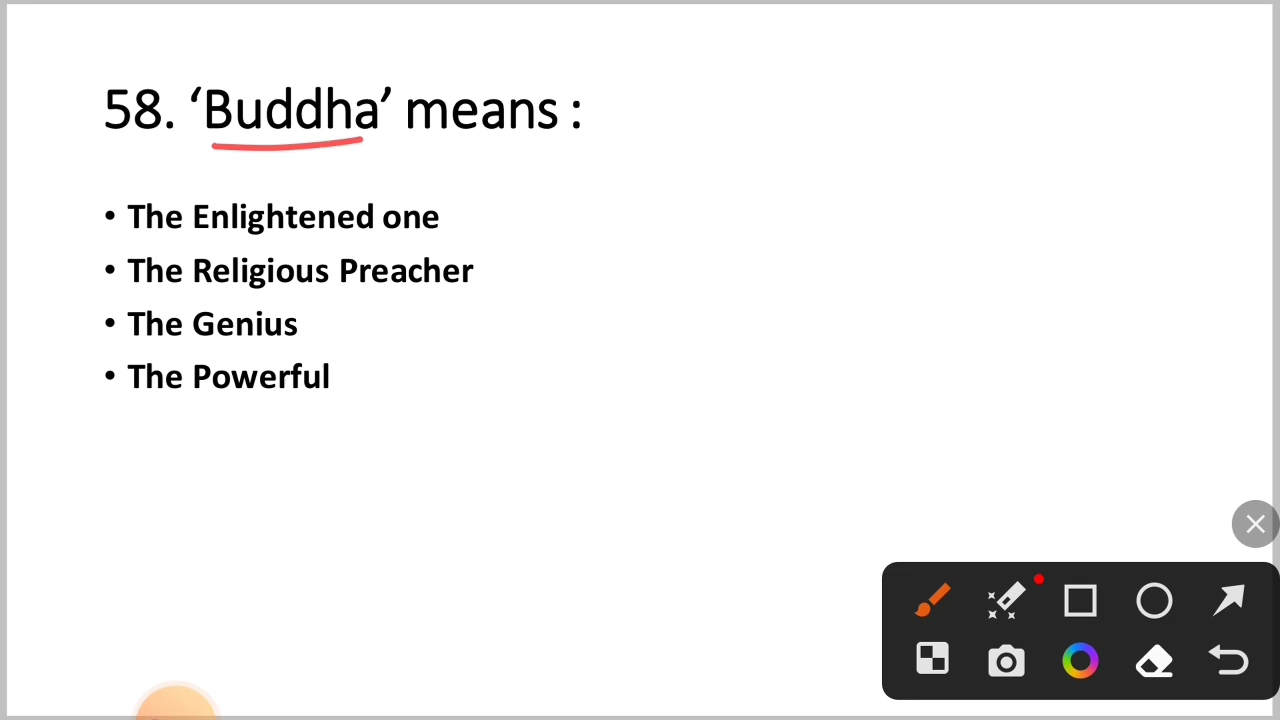 58. ‘Buddha’ means :
• The Enlightened one
• The Religious Preacher
• The Genius
• The Powerful